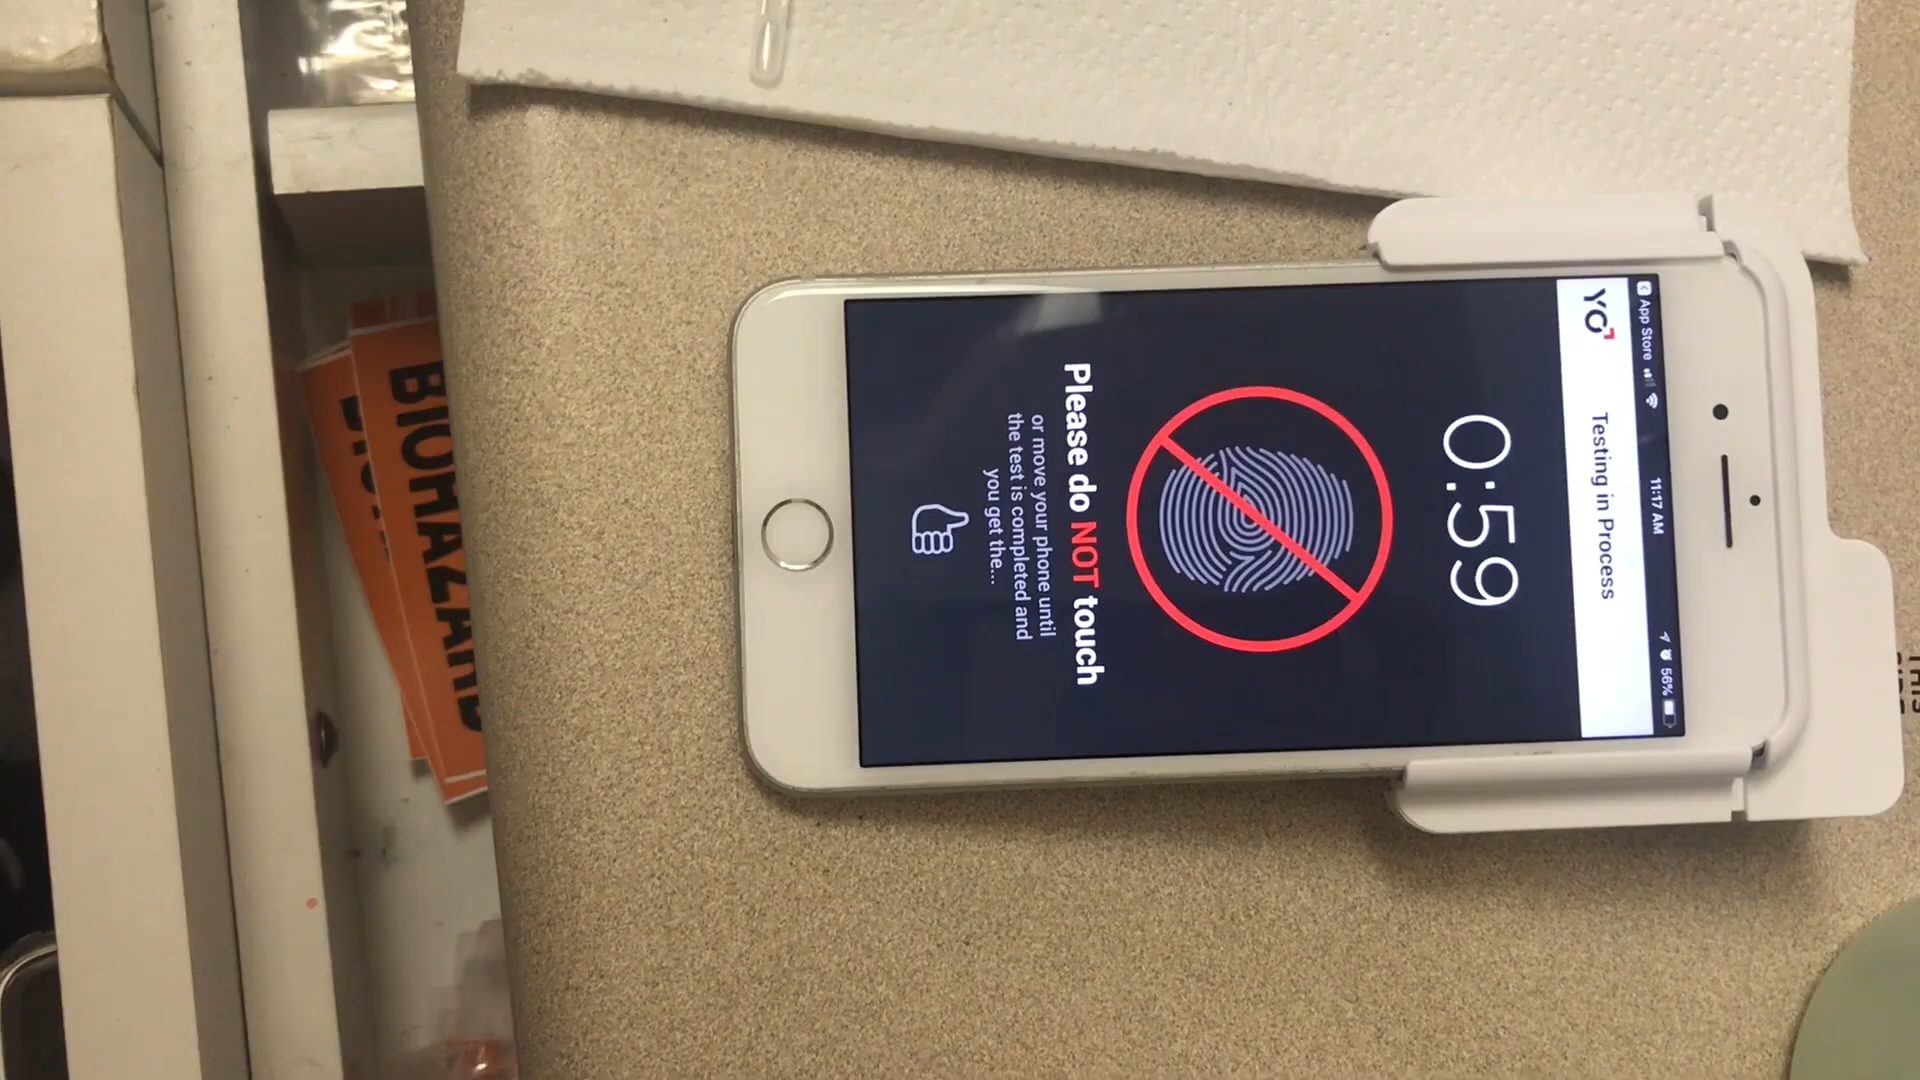 App Store
11:17 AM
56%
YO
Testing in Process
0:59
Please do NOT touch
or move your phone until
the test is completed and
you get the...
BIOHAZARD
THIS